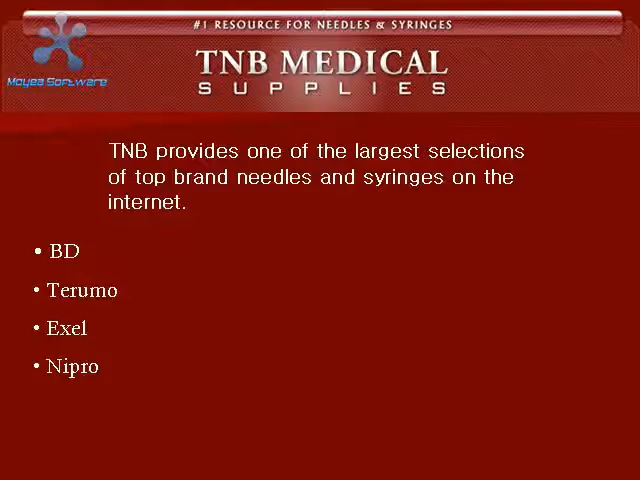 #1 RESOURCE FOR NEEDLES & SYRINGES
TNB MEDICAL
SUPPLIES
Moyea Software
TNB provides one of the largest selections
of top brand needles and syringes on the
internet.
• BD
• Terumo
• Exel
• Nipro